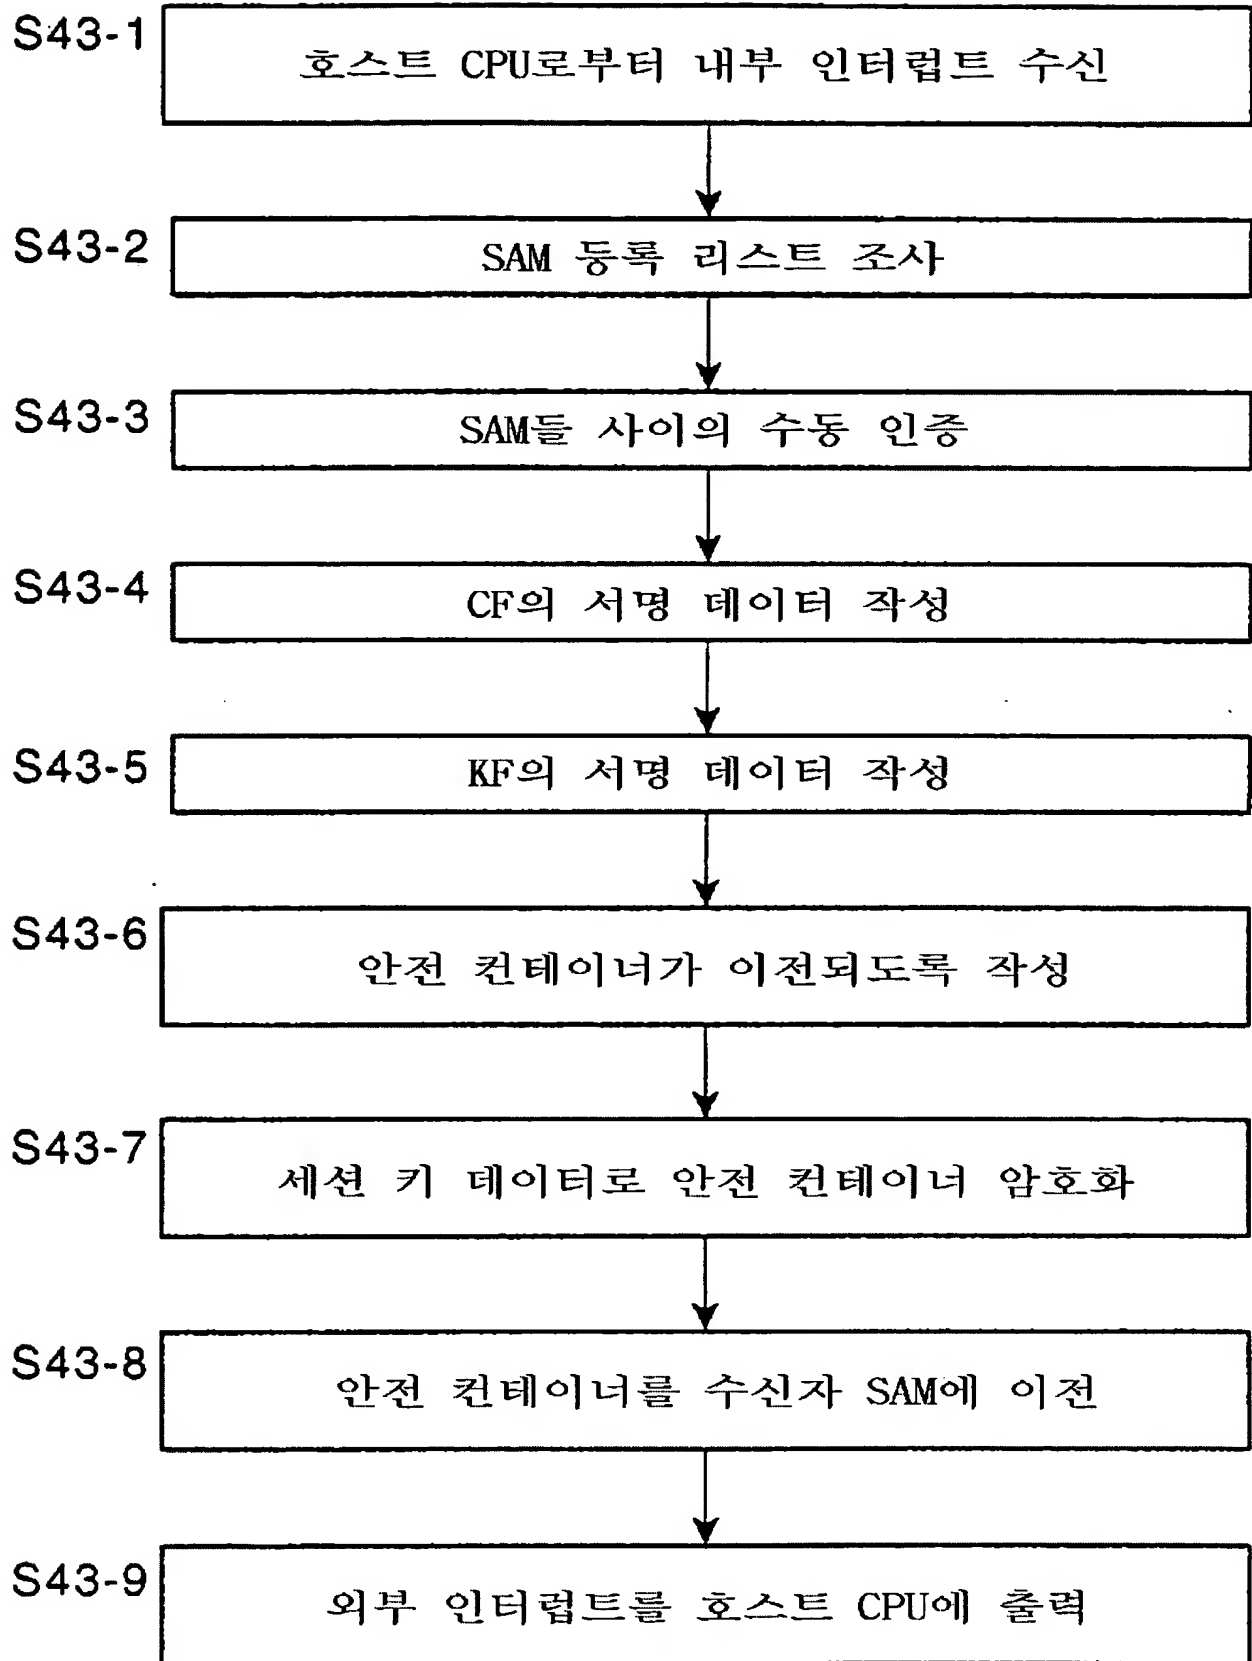 S43-1
호스트 CPU로부터 내부 인터럽트 수신
S43-2
SAM 등록 리스트 조사
S43-3
SAM들 사이의 수동 인증
S43-4
CF의 서명 데이터 작성
S43-5
KF의 서명 데이터 작성
S43-6
안전 컨테이너가 이전되도록 작성
S43-7
세션 키 데이터로 안전 컨테이너 암호화
S43-8
안전 컨테이너를 수신자 SAM에 이전
S43-9
외부 인터럽트를 호스트 CPU에 출력